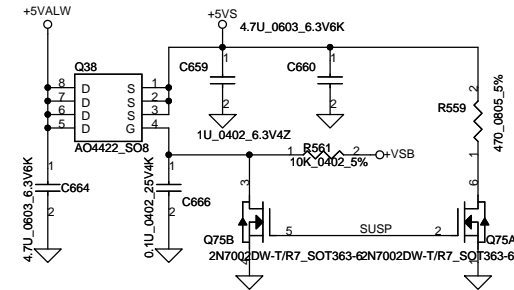 +5VALW
+5VS
4.7U_0603_6.3V6K
Q38
8 D S 1
7 D S 2
6 D S 3
5 D G 4
AO4422_SO8
1
C659
2
1
C660
2
1U_0402_6.3V4Z
2
R559
1
470_0805_5%
1
C664
2
4.7U_0603_6.3V6K
1
C666
2
0.1U_0402_25V4K
1 R561 2
10K_0402_5%
+VSB
3
Q75B
5
4
SUSP
2
6
Q75A
1
2N7002DW-T/R7_SOT363-6
2N7002DW-T/R7_SOT363-6